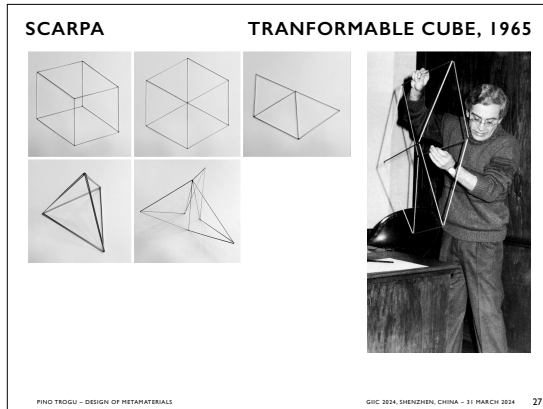 SCARPA TRANFORMABLE CUBE, 1965
PINO TROGU – DESIGN OF METAMATERIALS GIIC 2024, SHENZHEN, CHINA – 31 MARCH 2024 27